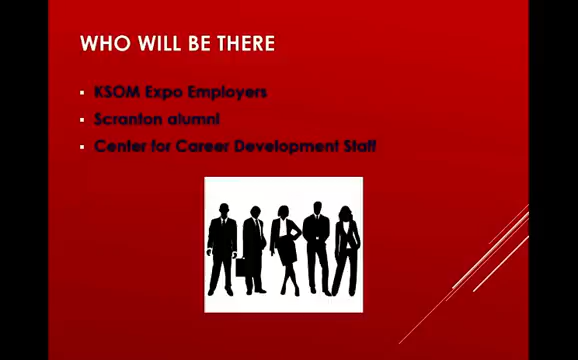 WHO WILL BE THERE
KSOM Expo Employers
Scranton alumni
Center for Career Development Staff